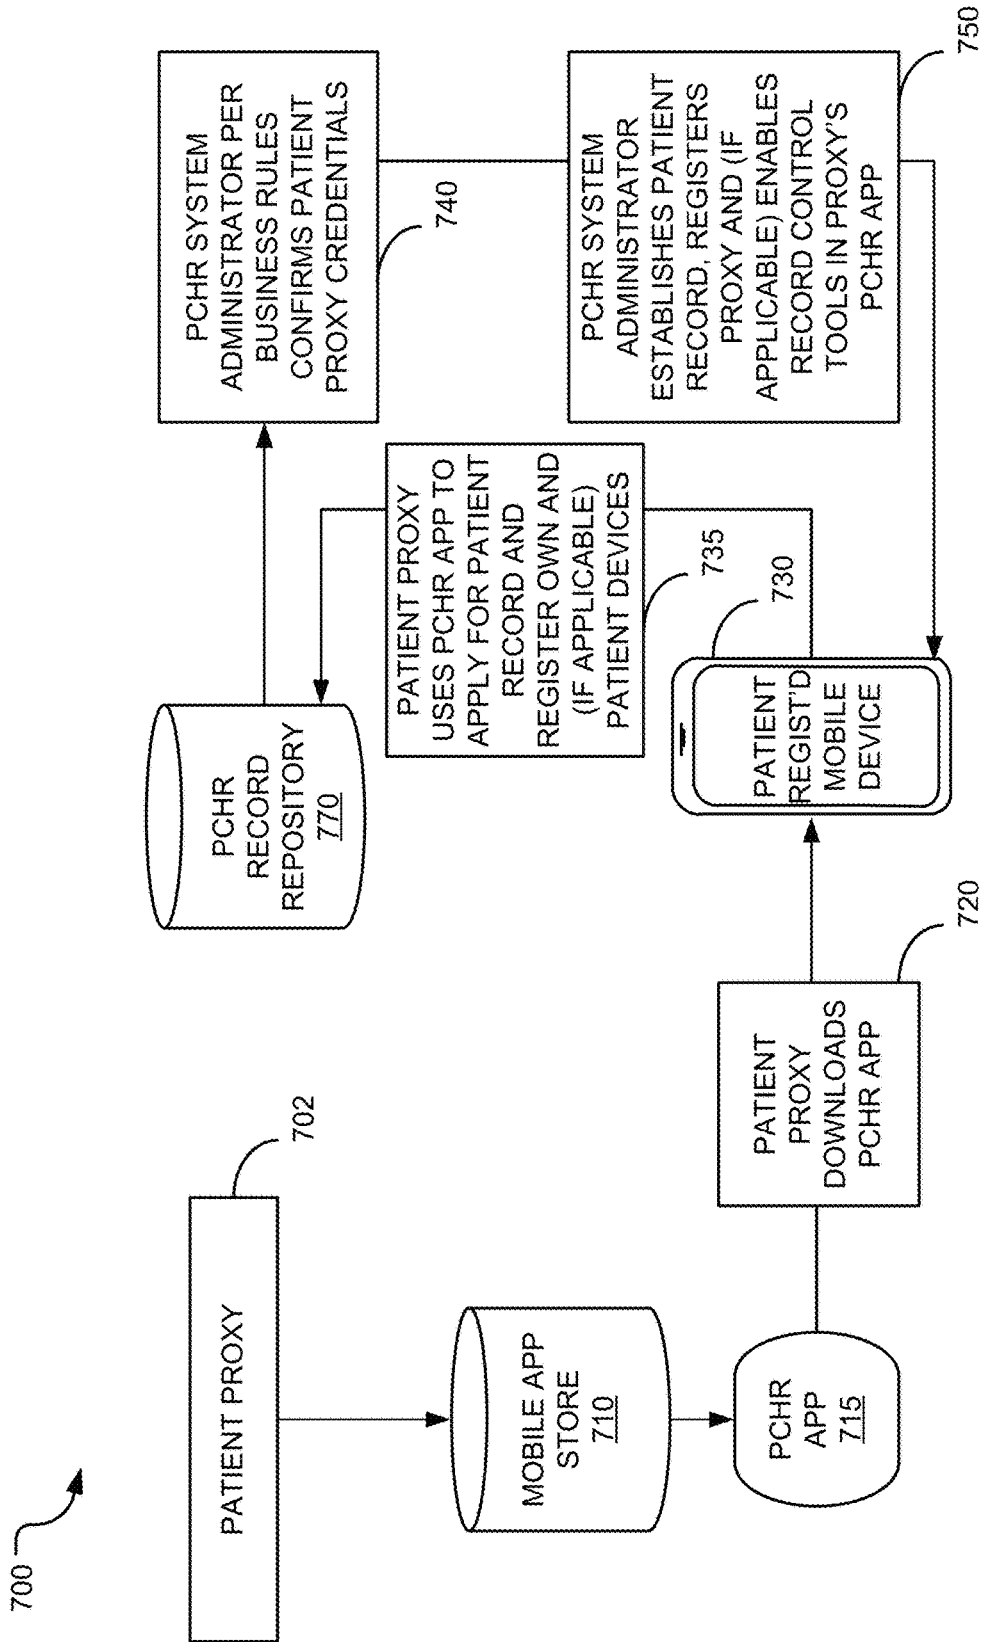 700
PATIENT PROXY
702
MOBILE APP
STORE
710
PCHR
APP
715
PATIENT
PROXY
DOWNLOADS
PCHR APP
720
PATIENT
REGIST'D
MOBILE
DEVICE
730
PATIENT PROXY
USES PCHR APP TO
APPLY FOR PATIENT
RECORD AND
REGISTER OWN AND
(IF APPLICABLE)
PATIENT DEVICES
735
PCHR
RECORD
REPOSITORY
770
PCHR SYSTEM
ADMINISTRATOR PER
BUSINESS RULES
CONFIRMS PATIENT
PROXY CREDENTIALS
740
PCHR SYSTEM
ADMINISTRATOR
ESTABLISHES PATIENT
RECORD, REGISTERS
PROXY AND (IF
APPLICABLE) ENABLES
RECORD CONTROL
TOOLS IN PROXY'S
PCHR APP
750